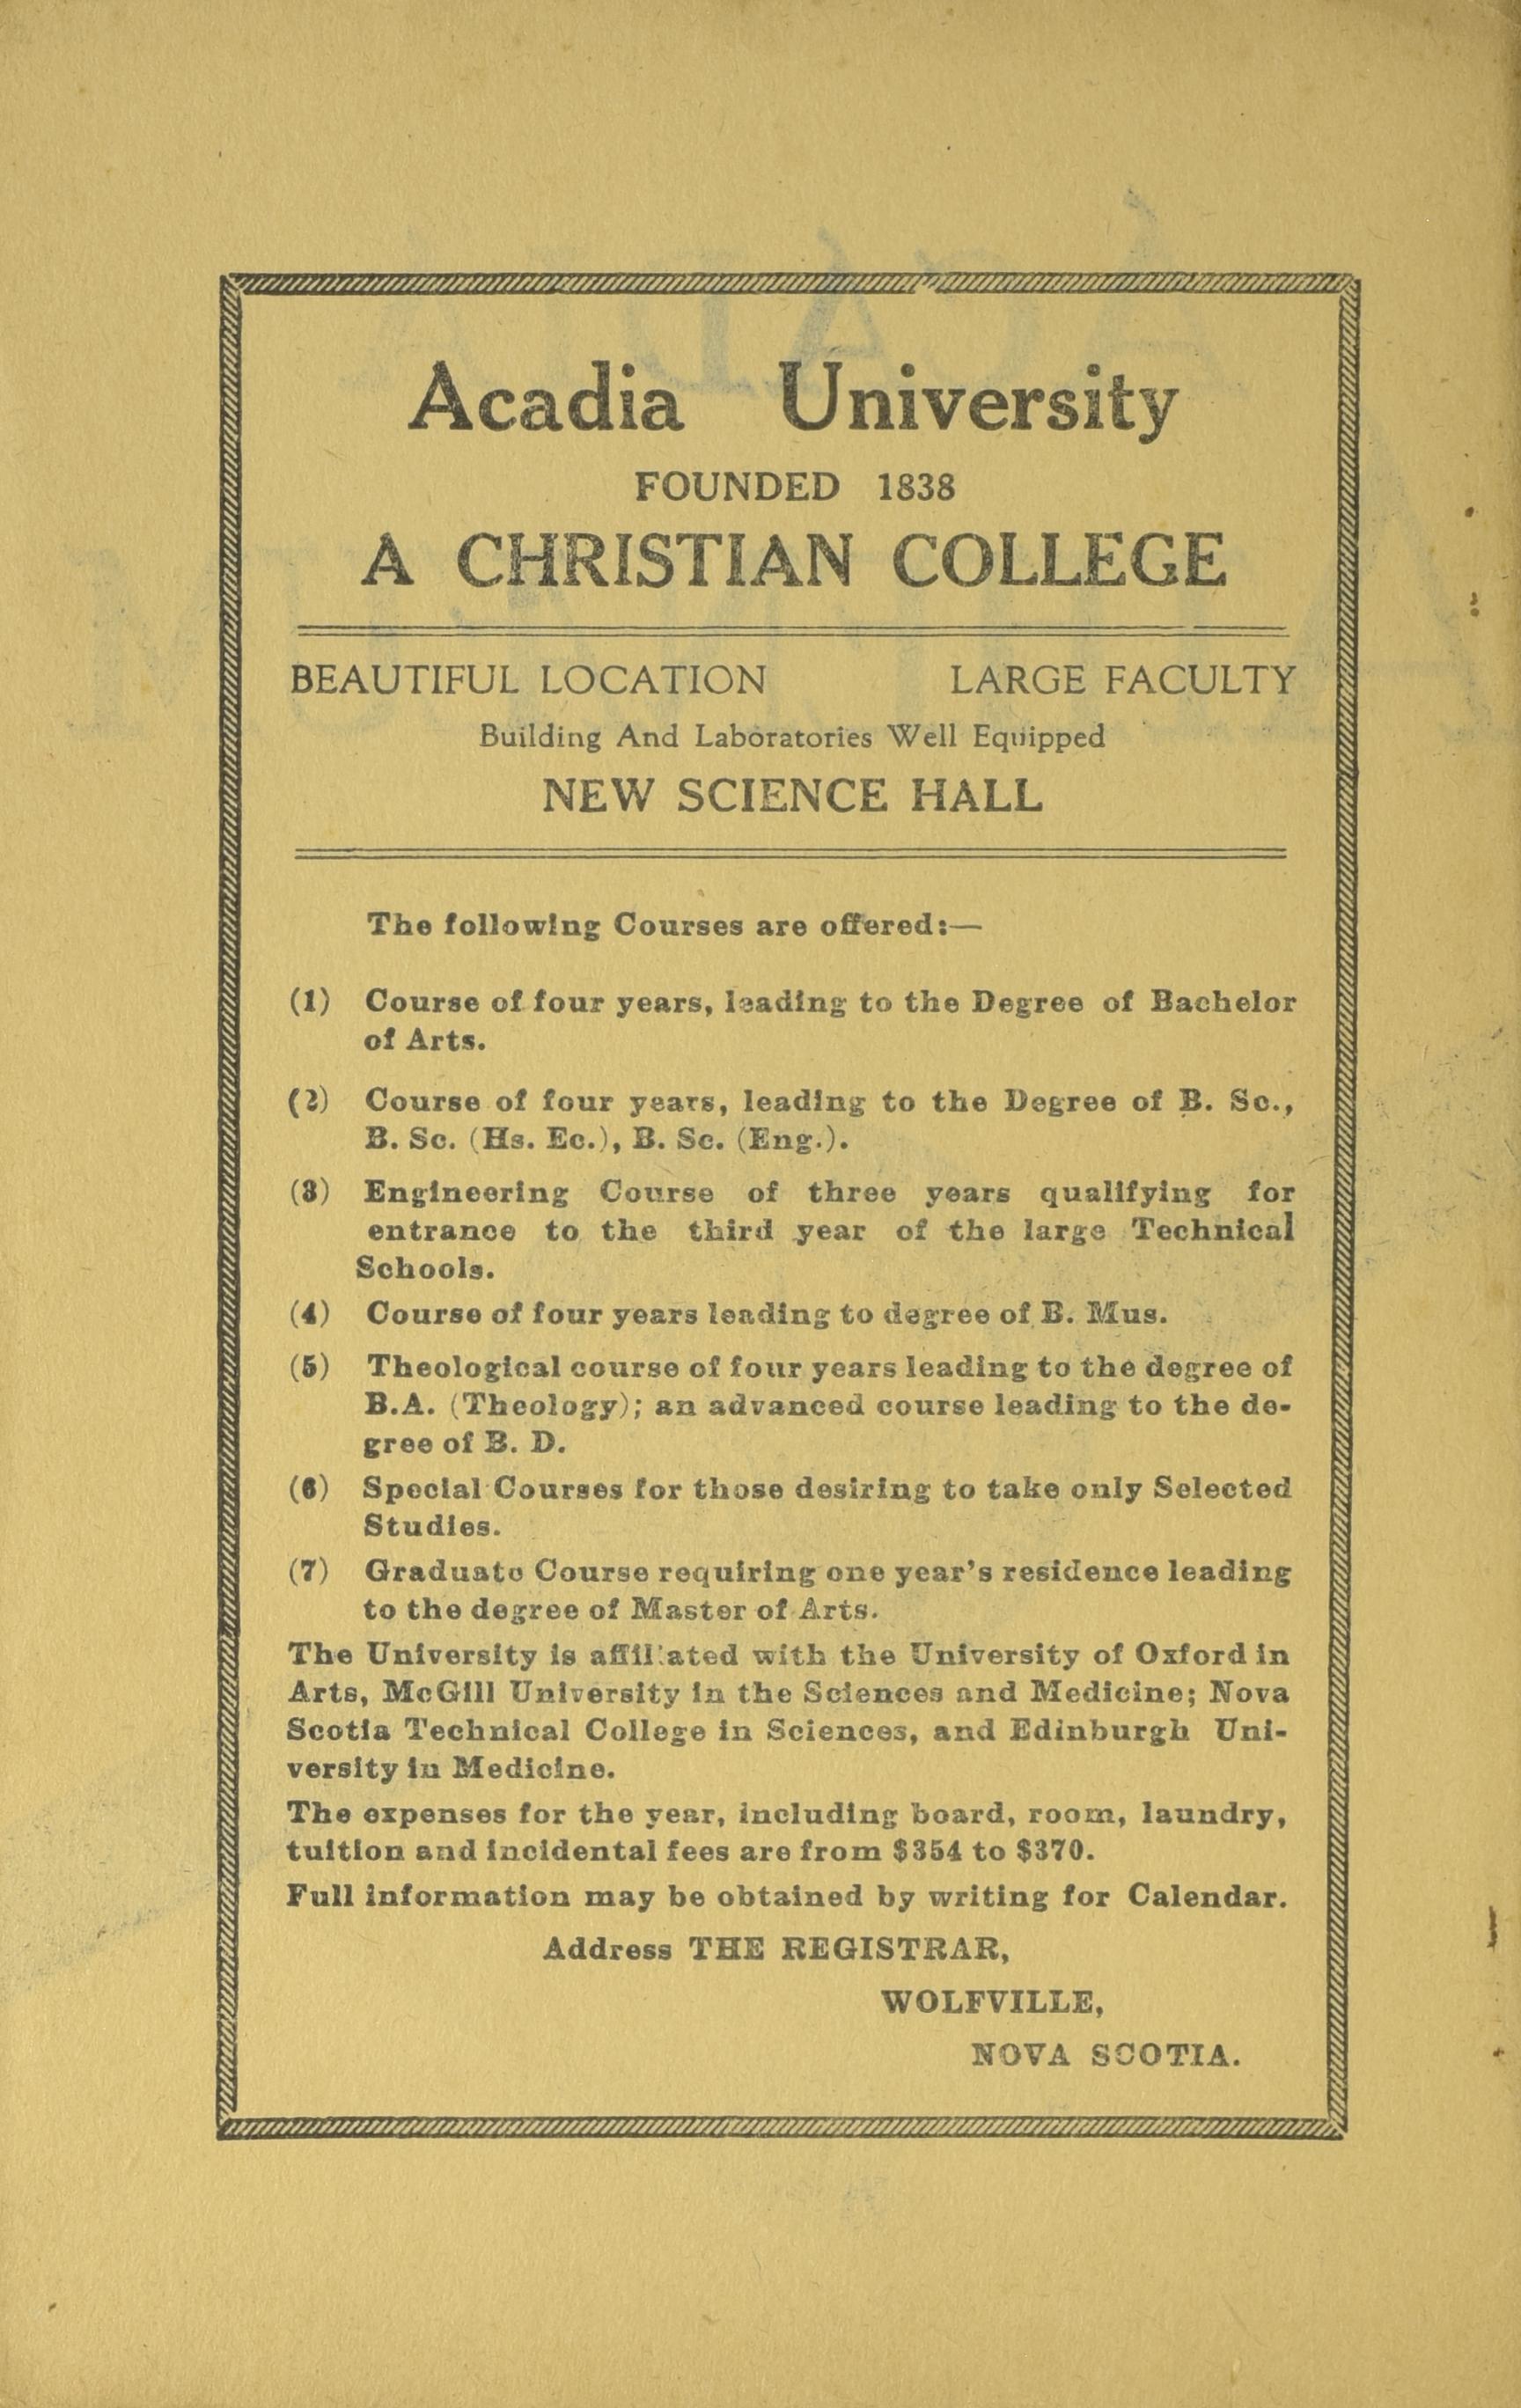 Acadia University
FOUNDED 1838
A CHRISTIAN COLLEGE
BEAUTIFUL LOCATION LARGE FACULTY
Building And Laboratories Well Equipped
NEW SCIENCE HALL
The following Courses are offered:—
(1) Course of four years, leading to the Degree of Bachelor
of Arts.
(2) Course of four years, leading to the Degree of B. Sc.,
B. Sc. (Hs. Ec.), B. Sc. (Eng.).
(3) Engineering Course of three years qualifying for
entrance to the third year of the large Technical
Schools.
(4) Course of four years leading to degree of B. Mus.
(5) Theological course of four years leading to the degree of
B.A. (Theology); an advanced course leading to the de-
gree of B. D.
(6) Special Courses for those desiring to take only Selected
Studies.
(7) Graduate Course requiring one year's residence leading
to the degree of Master of Arts.
The University is affiliated with the University of Oxford in
Arts, McGill University in the Sciences and Medicine; Nova
Scotia Technical College in Sciences, and Edinburgh Uni-
versity in Medicine.
The expenses for the year, including board, room, laundry,
tuition and incidental fees are from $354 to $370.
Full information may be obtained by writing for Calendar.
Address THE REGISTRAR,
WOLFVILLE,
NOVA SCOTIA.